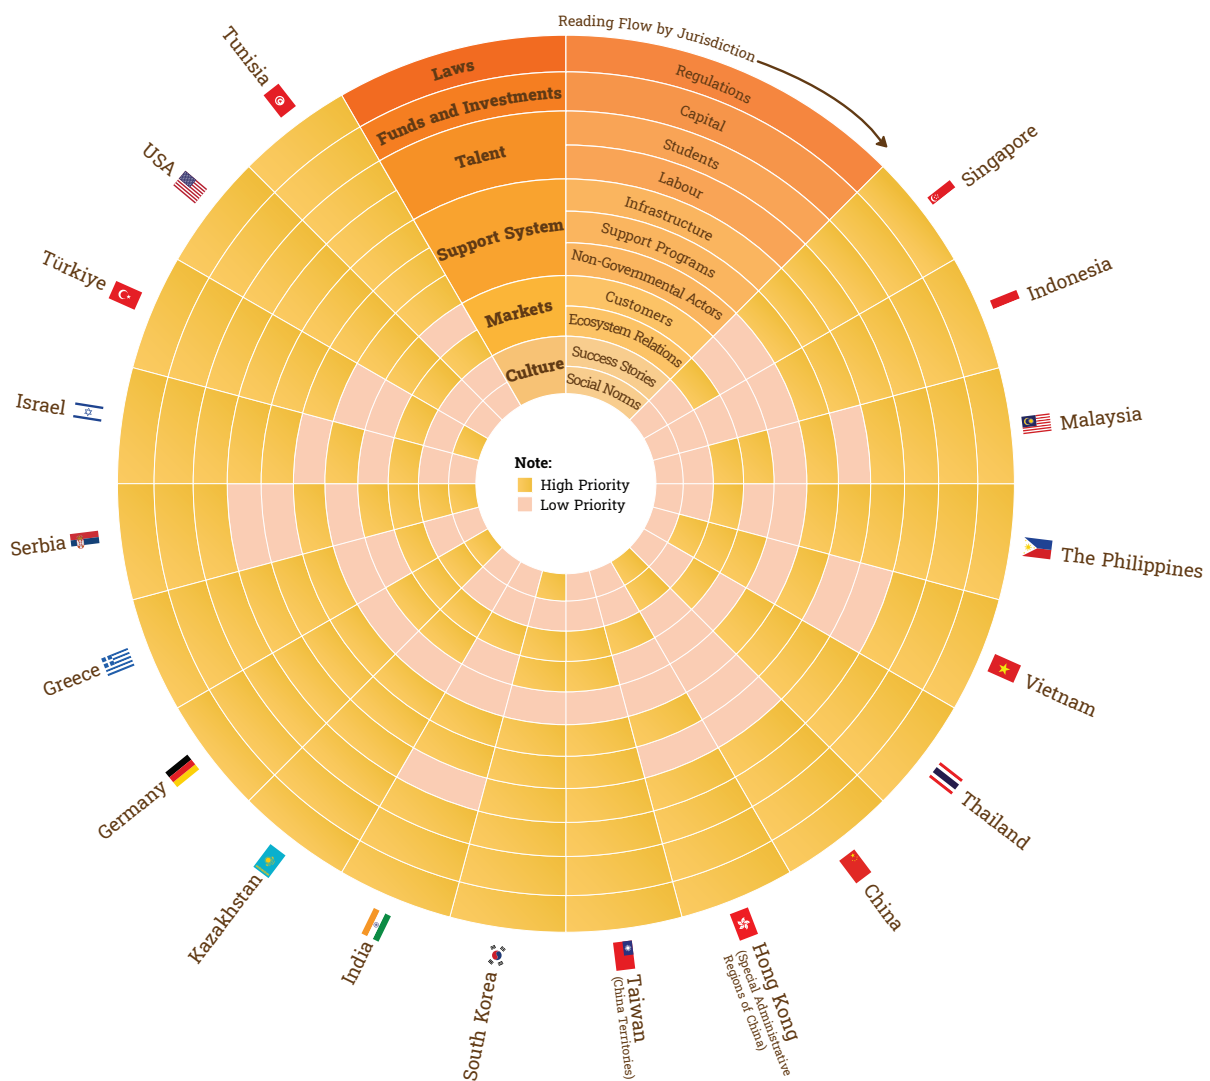 Reading Flow by Jurisdiction
Laws
Funds and Investments
Talent
Support System
Markets
Culture
Regulations
Capital
Students
Labour
Infrastructure
Support Programs
Non-Governmental Actors
Customers
Ecosystem Relations
Success Stories
Social Norms
Singapore
Indonesia
Malaysia
The Philippines
Vietnam
Thailand
China
Hong Kong
(Special Administrative
Regions of China)
Taiwan
(China Territories)
South Korea
India
Kazakhstan
Germany
Greece
Serbia
Israel
Türkiye
USA
Tunisia
Note:
High Priority
Low Priority